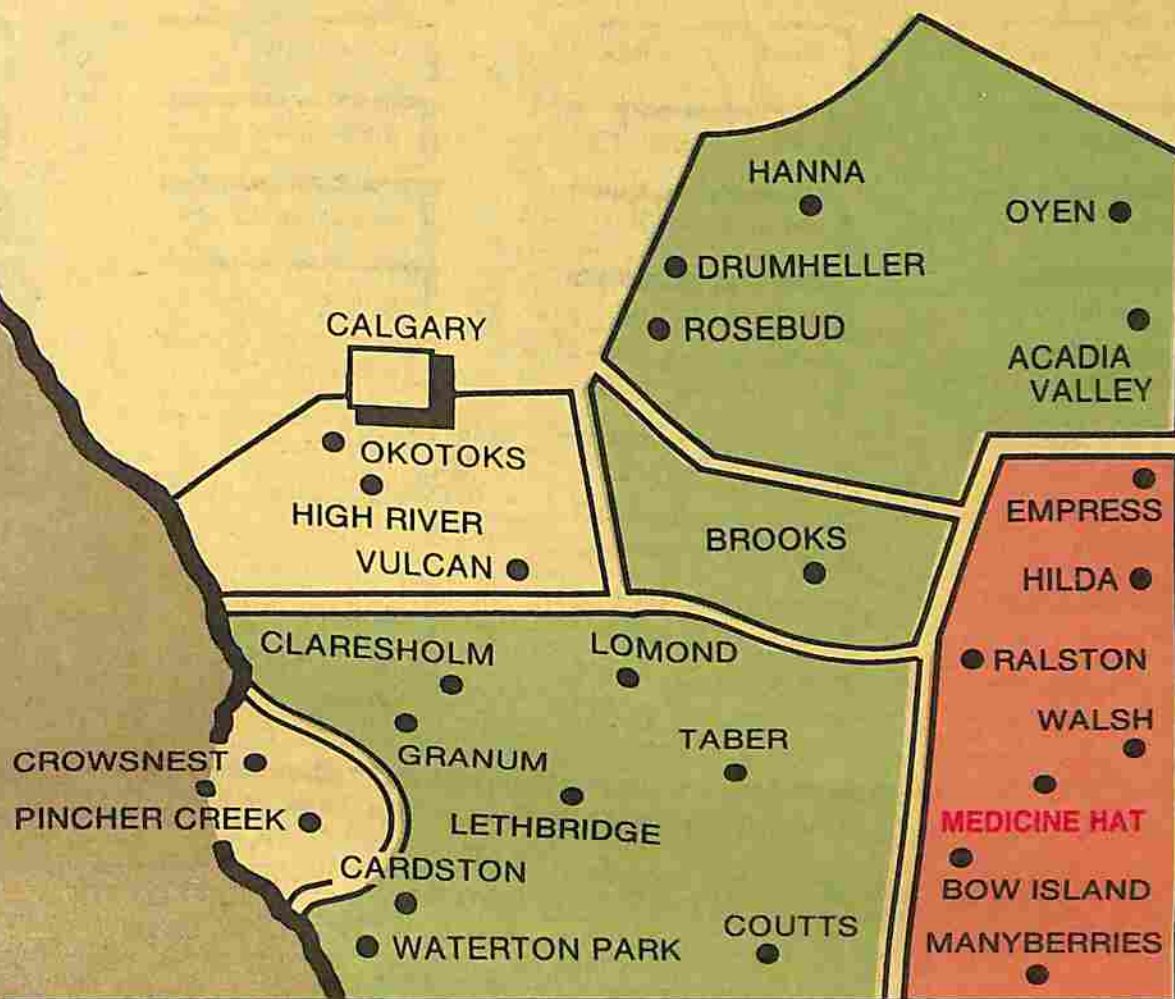 HANNA
OYEN
DRUMHELLER
CALGARY
ROSEBUD
ACADIA
VALLEY
OKOTOKS
HIGH RIVER
EMPRESS
BROOKS
VULCAN
HILDA
CLARESHOLM
LOMOND
RALSTON
WALSH
CROWSNEST
GRANUM
TABER
PINCHER CREEK
LETHBRIDGE
MEDICINE HAT
CARDSTON
BOW ISLAND
WATERTON PARK
COUTTS
MANYBERRIES